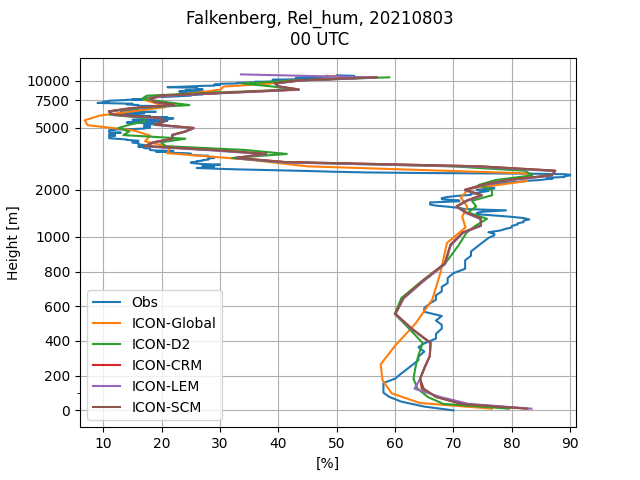 Falkenberg, Rel_hum, 20210803
00 UTC
10000
7500
5000
2000
1000
800
600
400
200
0
Height [m]
Obs
ICON-Global
ICON-D2
ICON-CRM
ICON-LEM
ICON-SCM
10 20 30 40 50 60 70 80 90
[%]